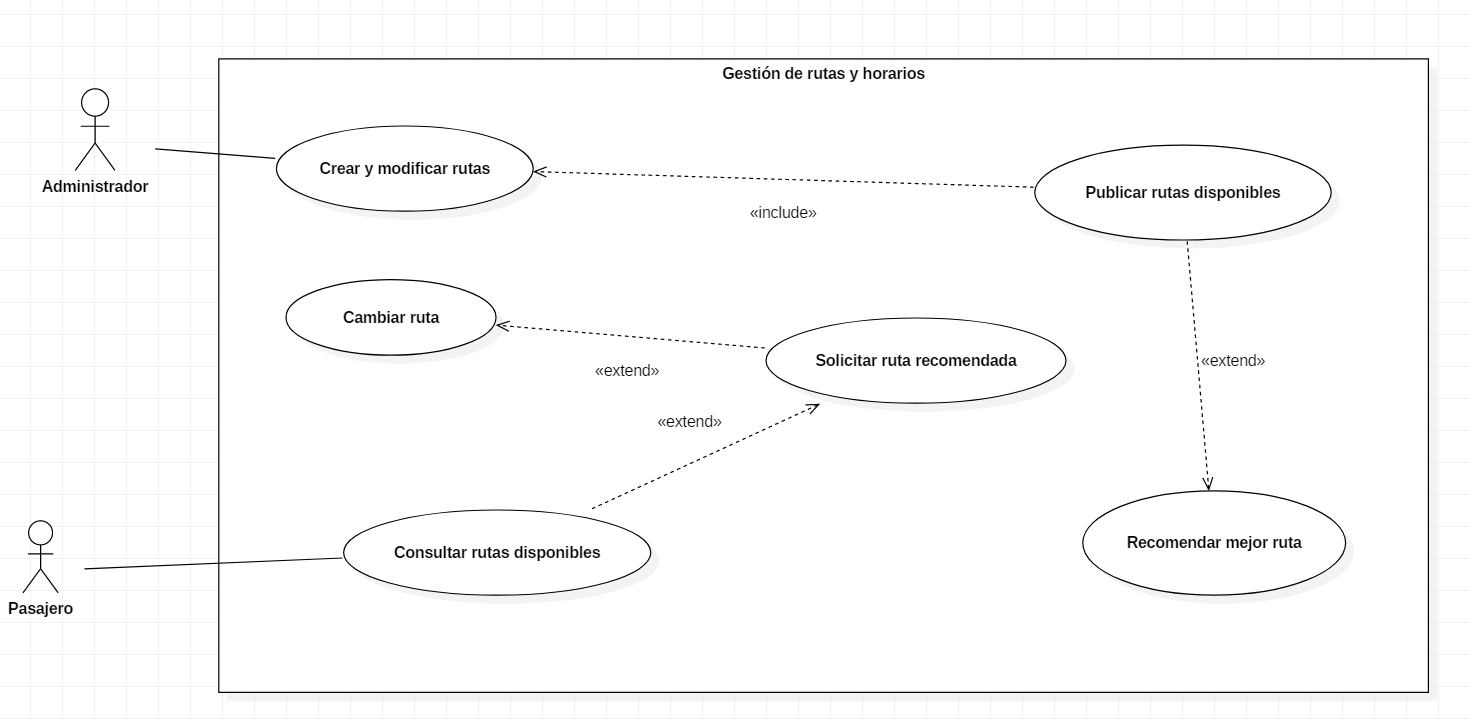 Gestión de rutas y horarios
Administrador
Crear y modificar rutas
Publicar rutas disponibles
«include»
Cambiar ruta
Solicitar ruta recomendada
«extend»
«extend»
«extend»
Consultar rutas disponibles
Recomendar mejor ruta
Pasajero